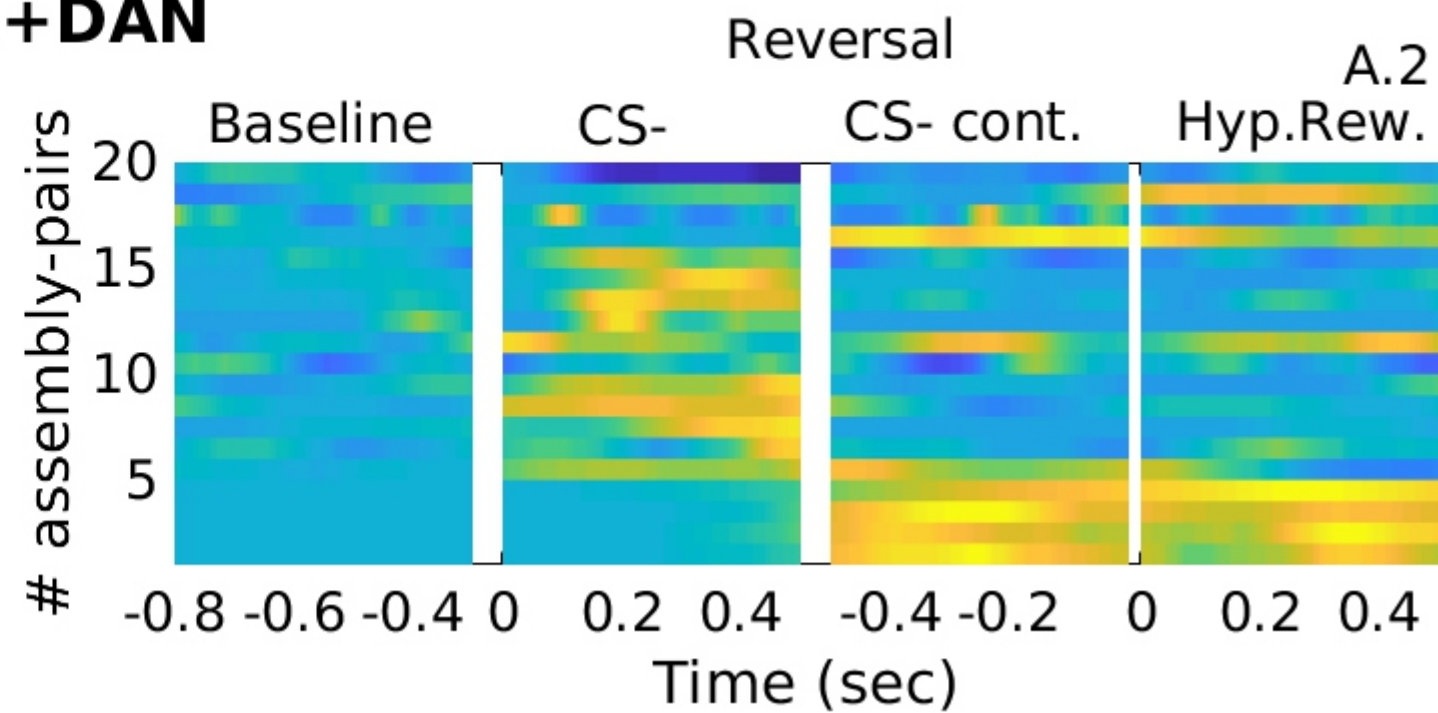 +DAN
Reversal
A.2
Baseline CS- CS- cont. Hyp.Rew.
# assembly-pairs
20
15
10
5
-0.8 -0.6 -0.4 0 0.2 0.4 -0.4 -0.2 0 0.2 0.4
Time (sec)